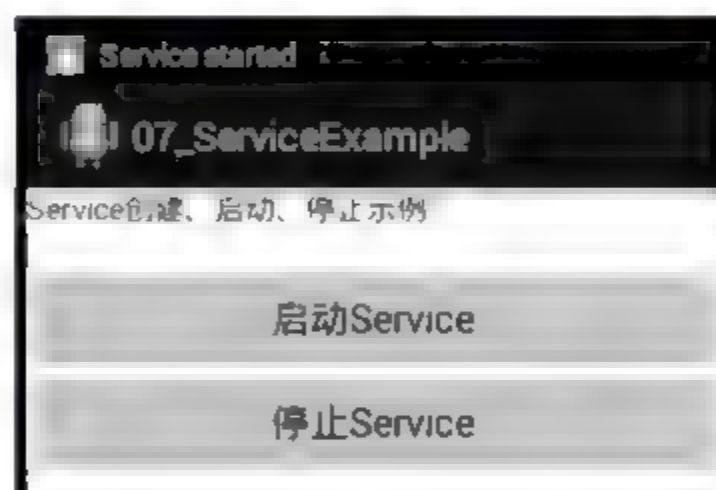 Service started
07_ServiceExample
Service创建、启动、停止示例
启动Service
停止Service